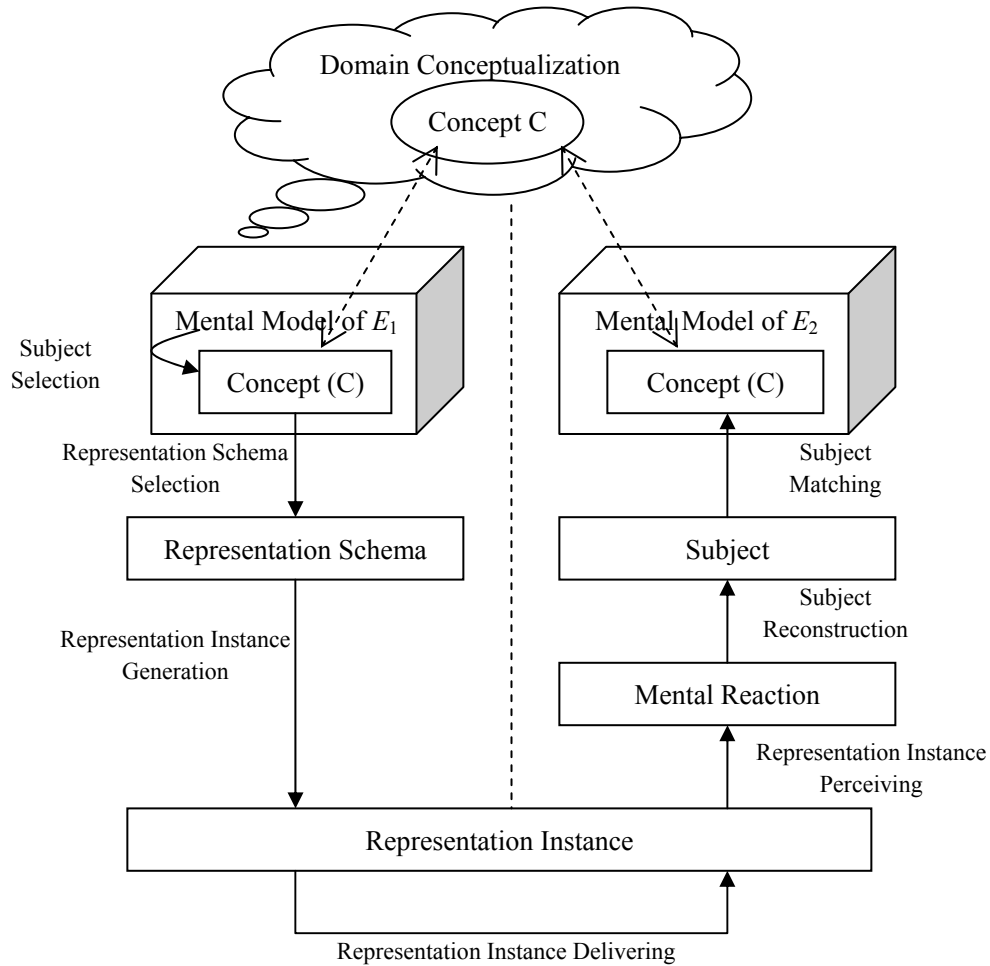 Domain Conceptualization
Concept C
Mental Model of E1
Mental Model of E2
Subject
Selection
Concept (C)
Concept (C)
Representation Schema
Selection
Subject
Matching
Representation Schema
Subject
Subject
Reconstruction
Representation Instance
Generation
Mental Reaction
Representation Instance
Perceiving
Representation Instance
Representation Instance Delivering